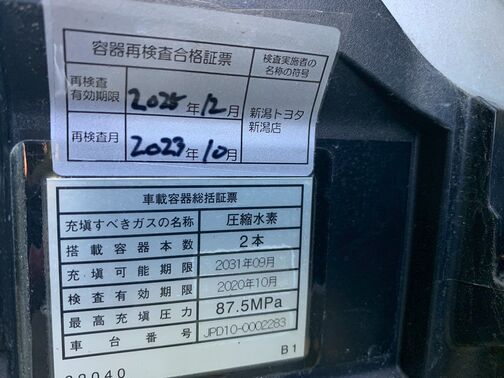 容器再検査合格証票
検査実施者の
名称の符号
再検査
有効期限
2025年12月
新潟トヨタ
新潟店
再検査月
2023年10月
車載容器総括証票
充塡すべきガスの名称 圧縮水素
搭載容器本数 2本
充塡可能期限 2031年09月
検査有効期限 2020年10月
最高充塡圧力 87.5MPa
車台番号 JPD10-0002283
B1